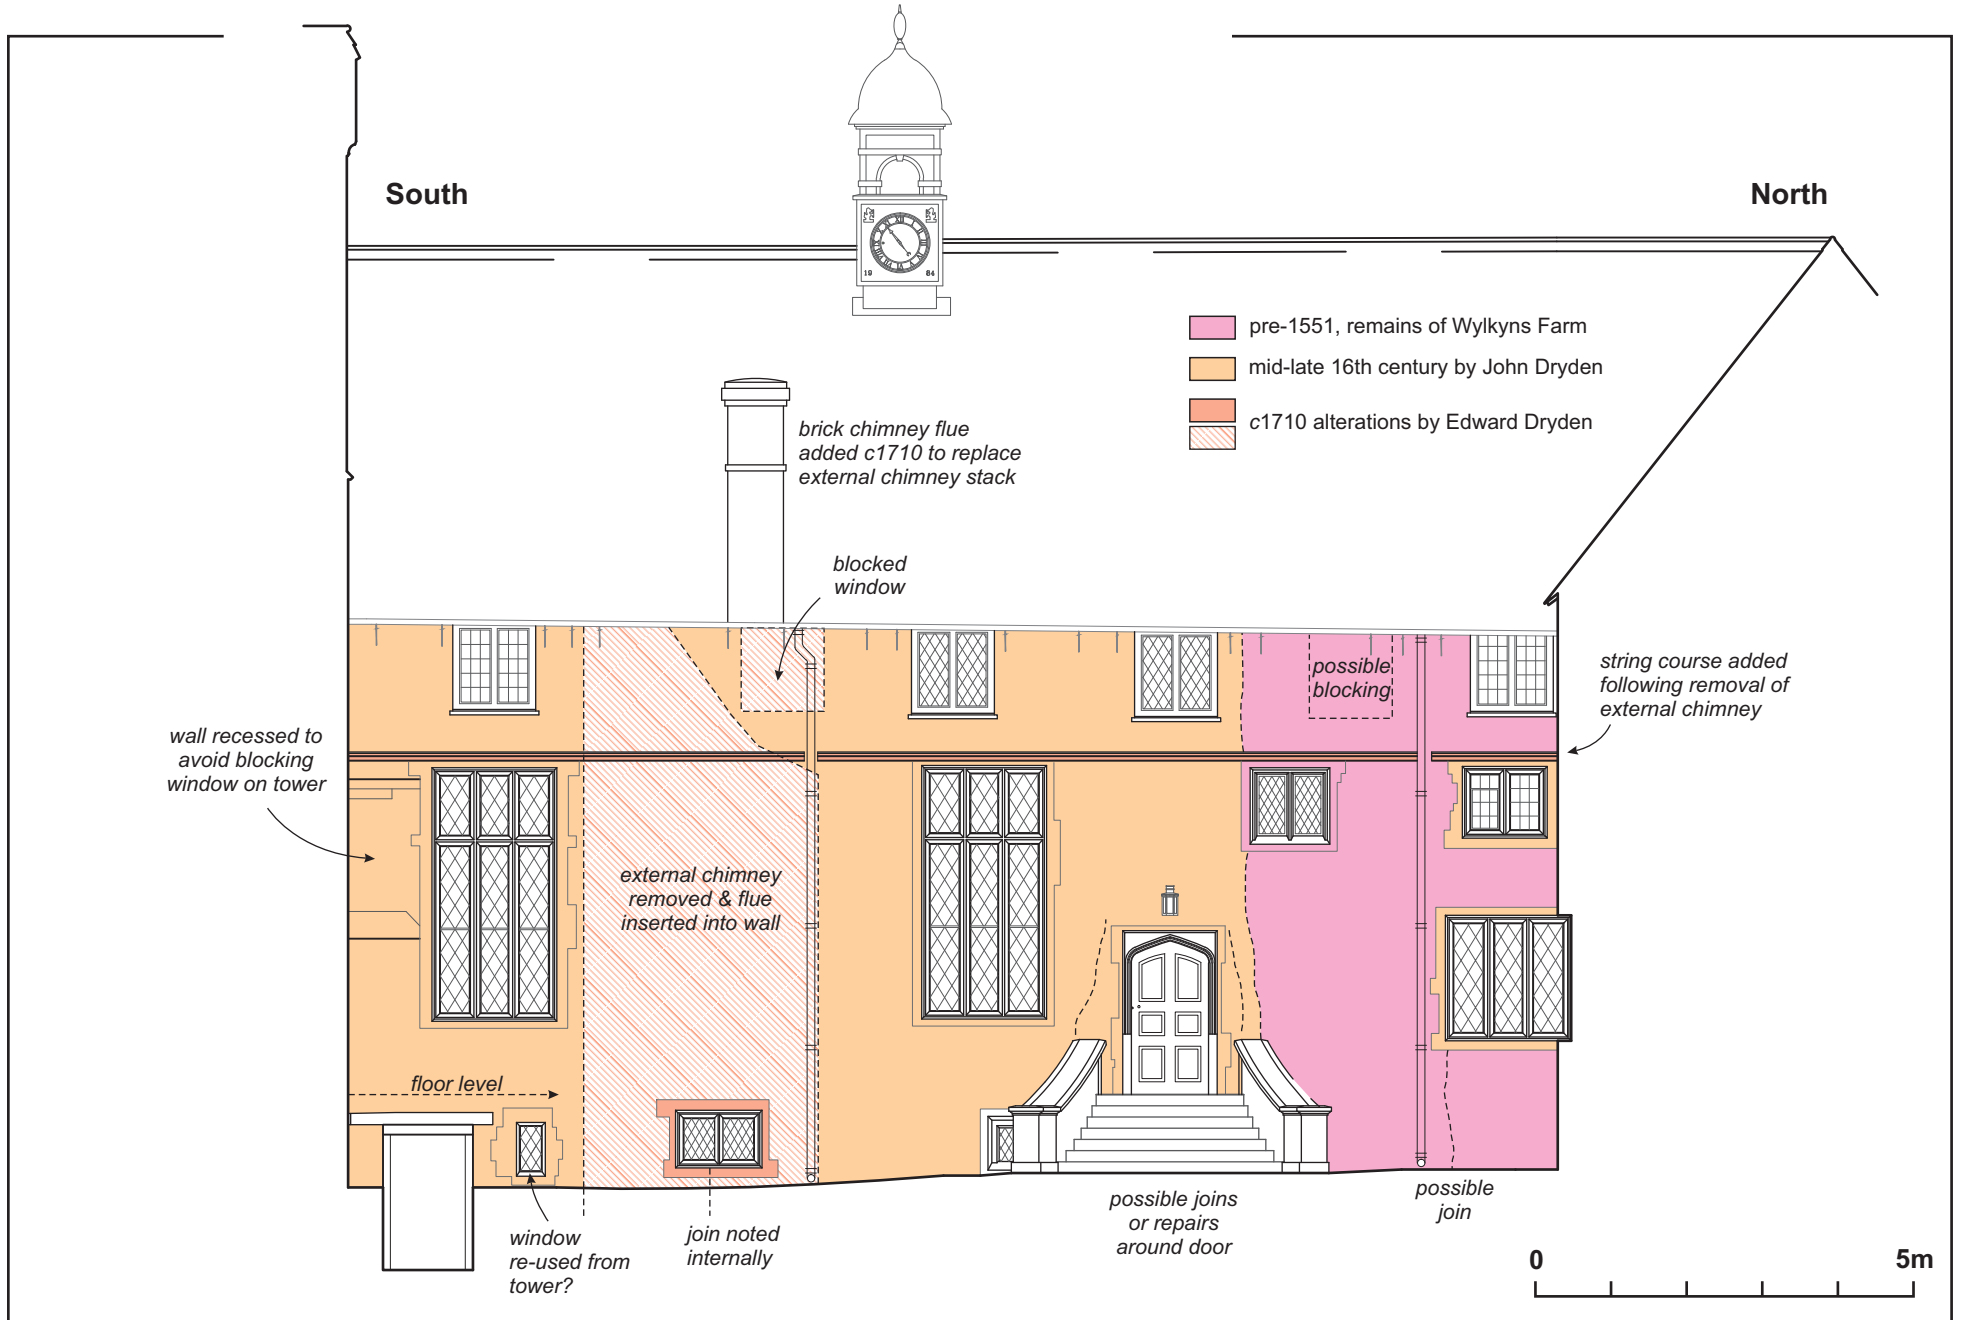 South
North
19 84
pre-1551, remains of Wylkyns Farm
mid-late 16th century by John Dryden
c1710 alterations by Edward Dryden
brick chimney flue
added c1710 to replace
external chimney stack
blocked
window
possible
blocking
string course added
following removal of
external chimney
wall recessed to
avoid blocking
window on tower
external chimney
removed & flue
inserted into wall
floor level
window
re-used from
tower?
join noted
internally
possible joins
or repairs
around door
possible
join
0 5m